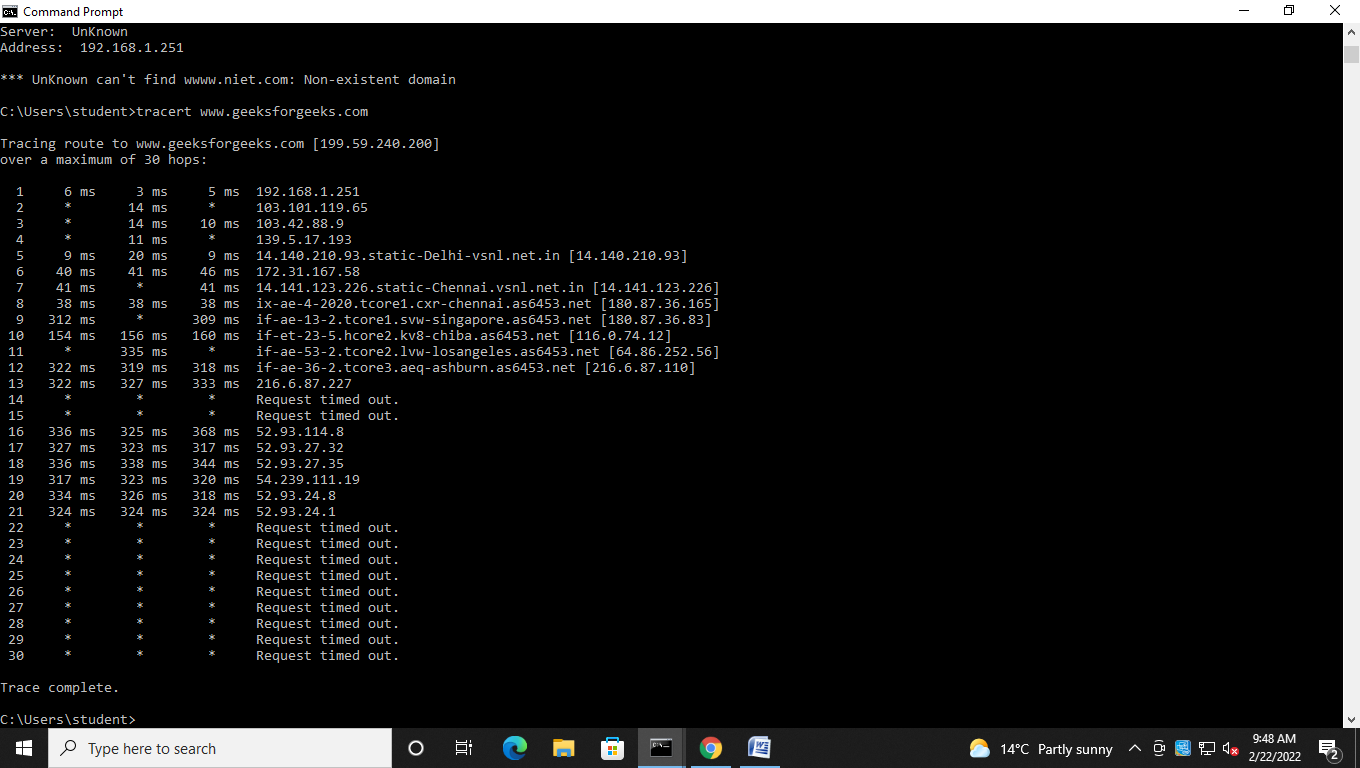 Command Prompt
Server:  UnKnown
Address:  192.168.1.251
*** UnKnown can't find wwww.niet.com: Non-existent domain
C:\Users\student>tracert www.geeksforgeeks.com
Tracing route to www.geeksforgeeks.com [199.59.240.200]
over a maximum of 30 hops:
  1     6 ms     3 ms     5 ms  192.168.1.251
  2     *       14 ms     *     103.101.119.65
  3     *       14 ms    10 ms  103.42.88.9
  4     *       11 ms     *     139.5.17.193
  5     9 ms    20 ms     9 ms  14.140.210.93.static-Delhi-vsnl.net.in [14.140.210.93]
  6    40 ms    41 ms    46 ms  172.31.167.58
  7    41 ms     *       41 ms  14.141.123.226.static-Chennai.vsnl.net.in [14.141.123.226]
  8    38 ms    38 ms    38 ms  ix-ae-4-2020.tcore1.cxr-chennai.as6453.net [180.87.36.165]
  9   312 ms     *      309 ms  if-ae-13-2.tcore1.svw-singapore.as6453.net [180.87.36.83]
 10   154 ms   156 ms   160 ms  if-et-23-5.hcore2.kv8-chiba.as6453.net [116.0.74.12]
 11     *      335 ms     *     if-ae-53-2.tcore2.lvw-losangeles.as6453.net [64.86.252.56]
 12   322 ms   319 ms   318 ms  if-ae-36-2.tcore3.aeq-ashburn.as6453.net [216.6.87.110]
 13   322 ms   327 ms   333 ms  216.6.87.227
 14     *        *        *     Request timed out.
 15     *        *        *     Request timed out.
 16   336 ms   325 ms   368 ms  52.93.114.8
 17   327 ms   323 ms   317 ms  52.93.27.32
 18   336 ms   338 ms   344 ms  52.93.27.35
 19   317 ms   323 ms   320 ms  54.239.111.19
 20   334 ms   326 ms   318 ms  52.93.24.8
 21   324 ms   324 ms   324 ms  52.93.24.1
 22     *        *        *     Request timed out.
 23     *        *        *     Request timed out.
 24     *        *        *     Request timed out.
 25     *        *        *     Request timed out.
 26     *        *        *     Request timed out.
 27     *        *        *     Request timed out.
 28     *        *        *     Request timed out.
 29     *        *        *     Request timed out.
 30     *        *        *     Request timed out.
Trace complete.
C:\Users\student>
Type here to search
14°C  Partly sunny
9:48 AM
2/22/2022
2